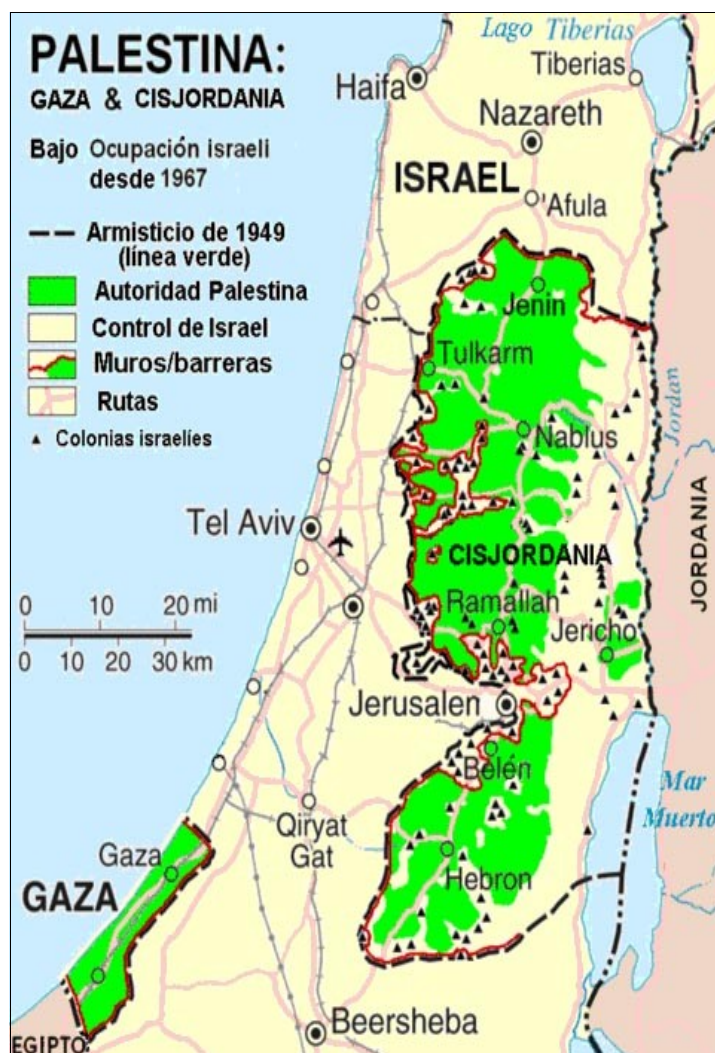 PALESTINA:
GAZA & CISJORDANIA
Bajo Ocupación israeli
desde 1967
Armisticio de 1949
(línea verde)
Autoridad Palestina
Control de Israel
Muros/barreras
Rutas
Colonias israelíes
Lago Tiberias
Tiberias
Haifa
Nazareth
ISRAEL
'Afula
Jenin
Tulkarm
Nablus
Jordan
Tel Aviv
CISJORDANIA
JORDANIA
0 10 20 mi
0 10 20 30 km
Ramallah
Jericho
Jerusalen
Belén
Mar
Muerto
Qiryat
Gat
Gaza
GAZA
Hebron
Beersheba
EGIPTO